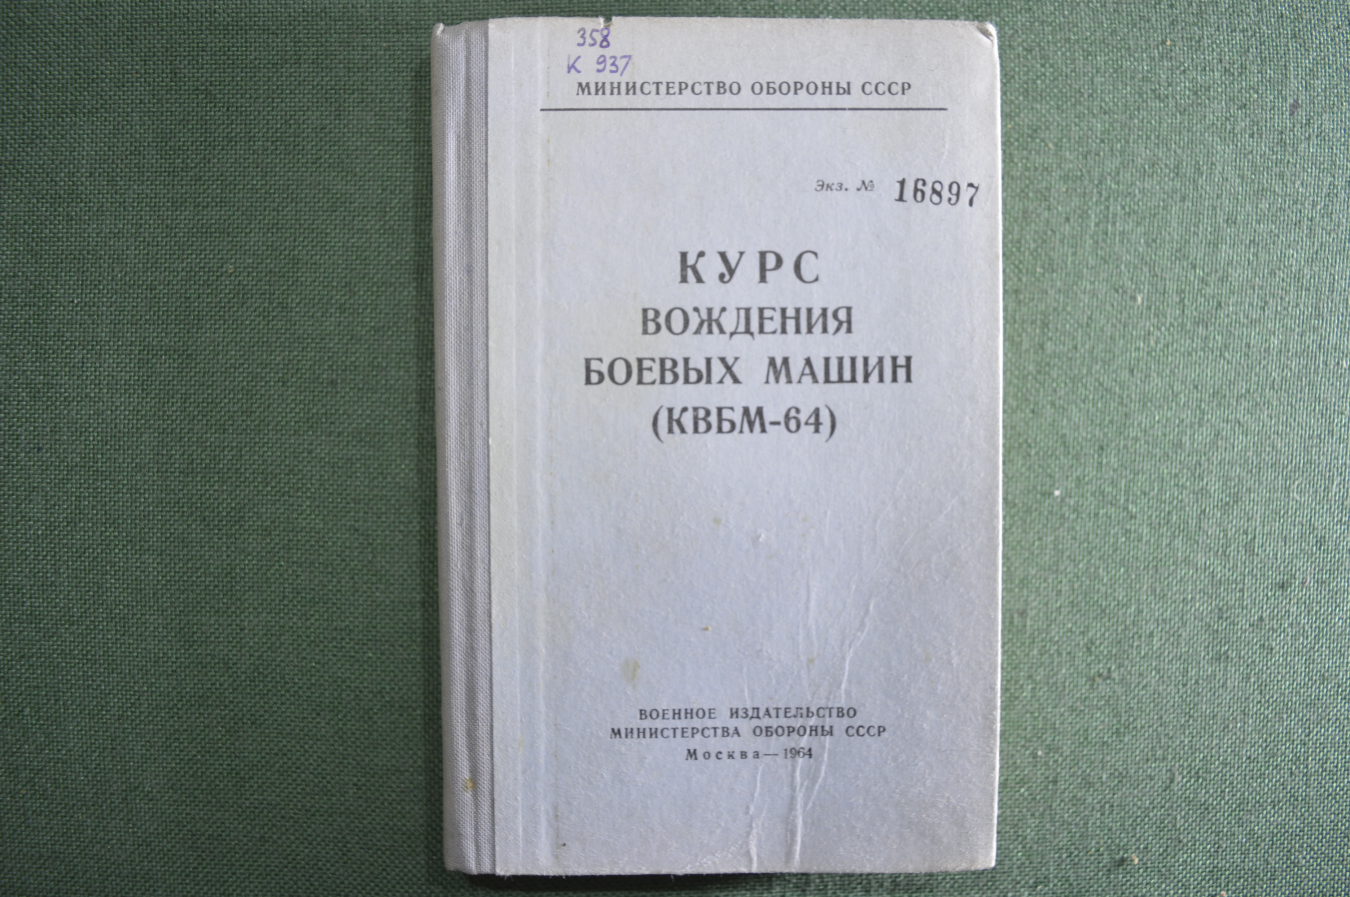 358
К 937
МИНИСТЕРСТВО ОБОРОНЫ СССР
Экз. № 16897
КУРС
ВОЖДЕНИЯ
БОЕВЫХ МАШИН
(КВБМ-64)
ВОЕННОЕ ИЗДАТЕЛЬСТВО
МИНИСТЕРСТВА ОБОРОНЫ СССР
Москва — 1964